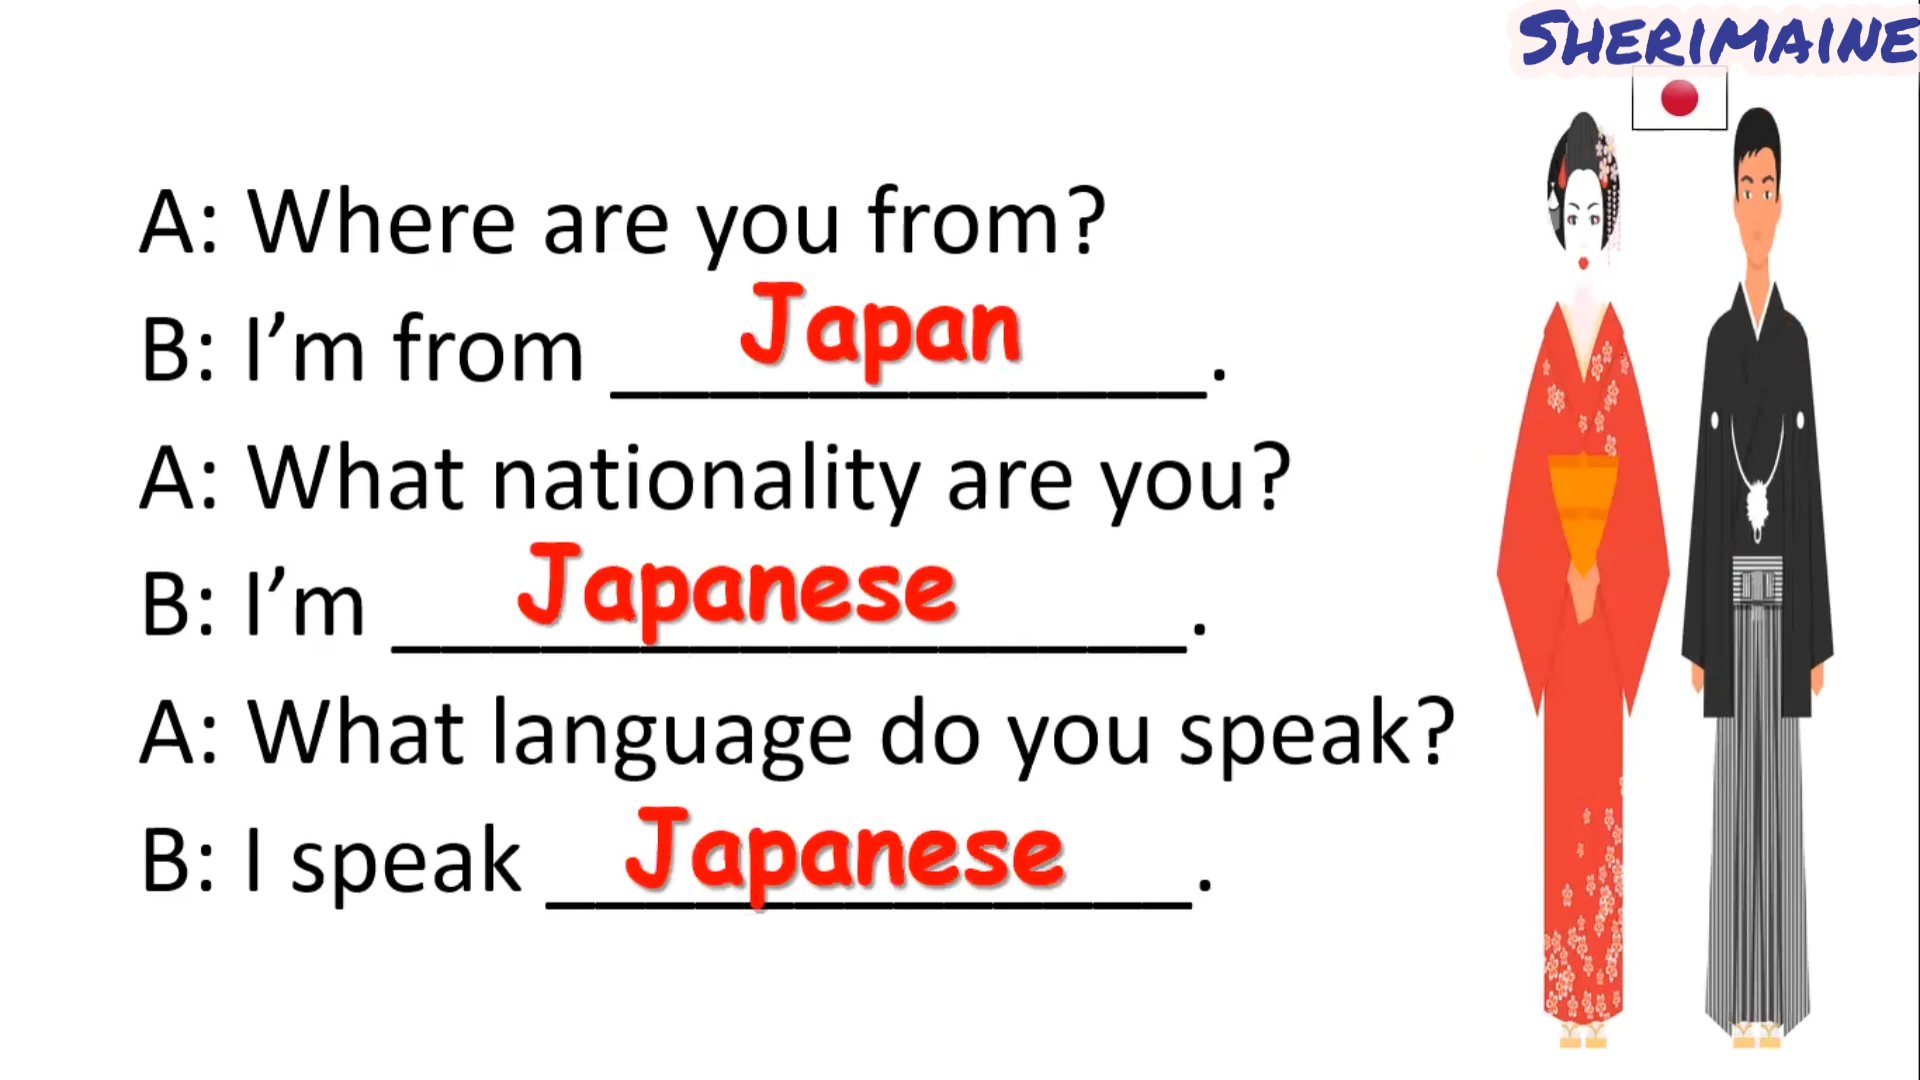 SHERIMAINE
A: Where are you from?
B: I’m from Japan.
A: What nationality are you?
B: I’m Japanese.
A: What language do you speak?
B: I speak Japanese.